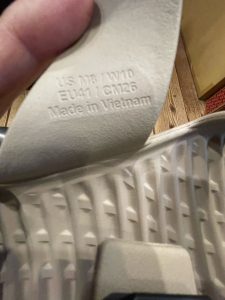 US M8 | W10
EU41 | CM26
Made in Vietnam